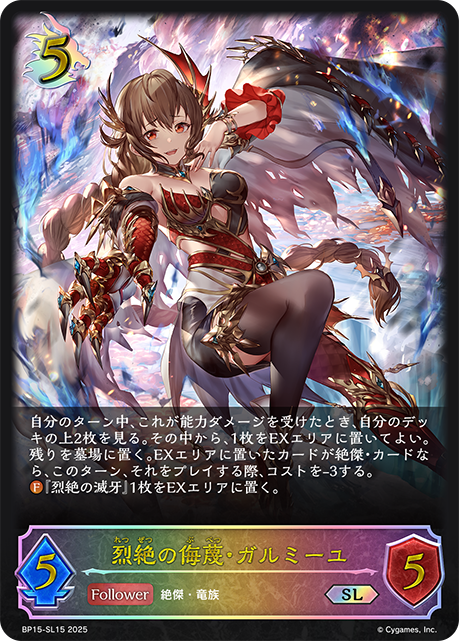 5
自分のターン中、これが能力ダメージを受けたとき、自分のデッ
キの上2枚を見る。その中から、1枚をEXエリアに置いてよい。
残りを墓場に置く。EXエリアに置いたカードが絶傑・カードな
ら、このターン、それをプレイする際、コストを-3する。
F『烈絶の滅牙』1枚をEXエリアに置く。
れつ ぜつ ぶ べつ
烈絶の侮蔑・ガルミーユ
5
5
Follower 絶傑・竜族 SL
BP15-SL15 2025 © Cygames, Inc.